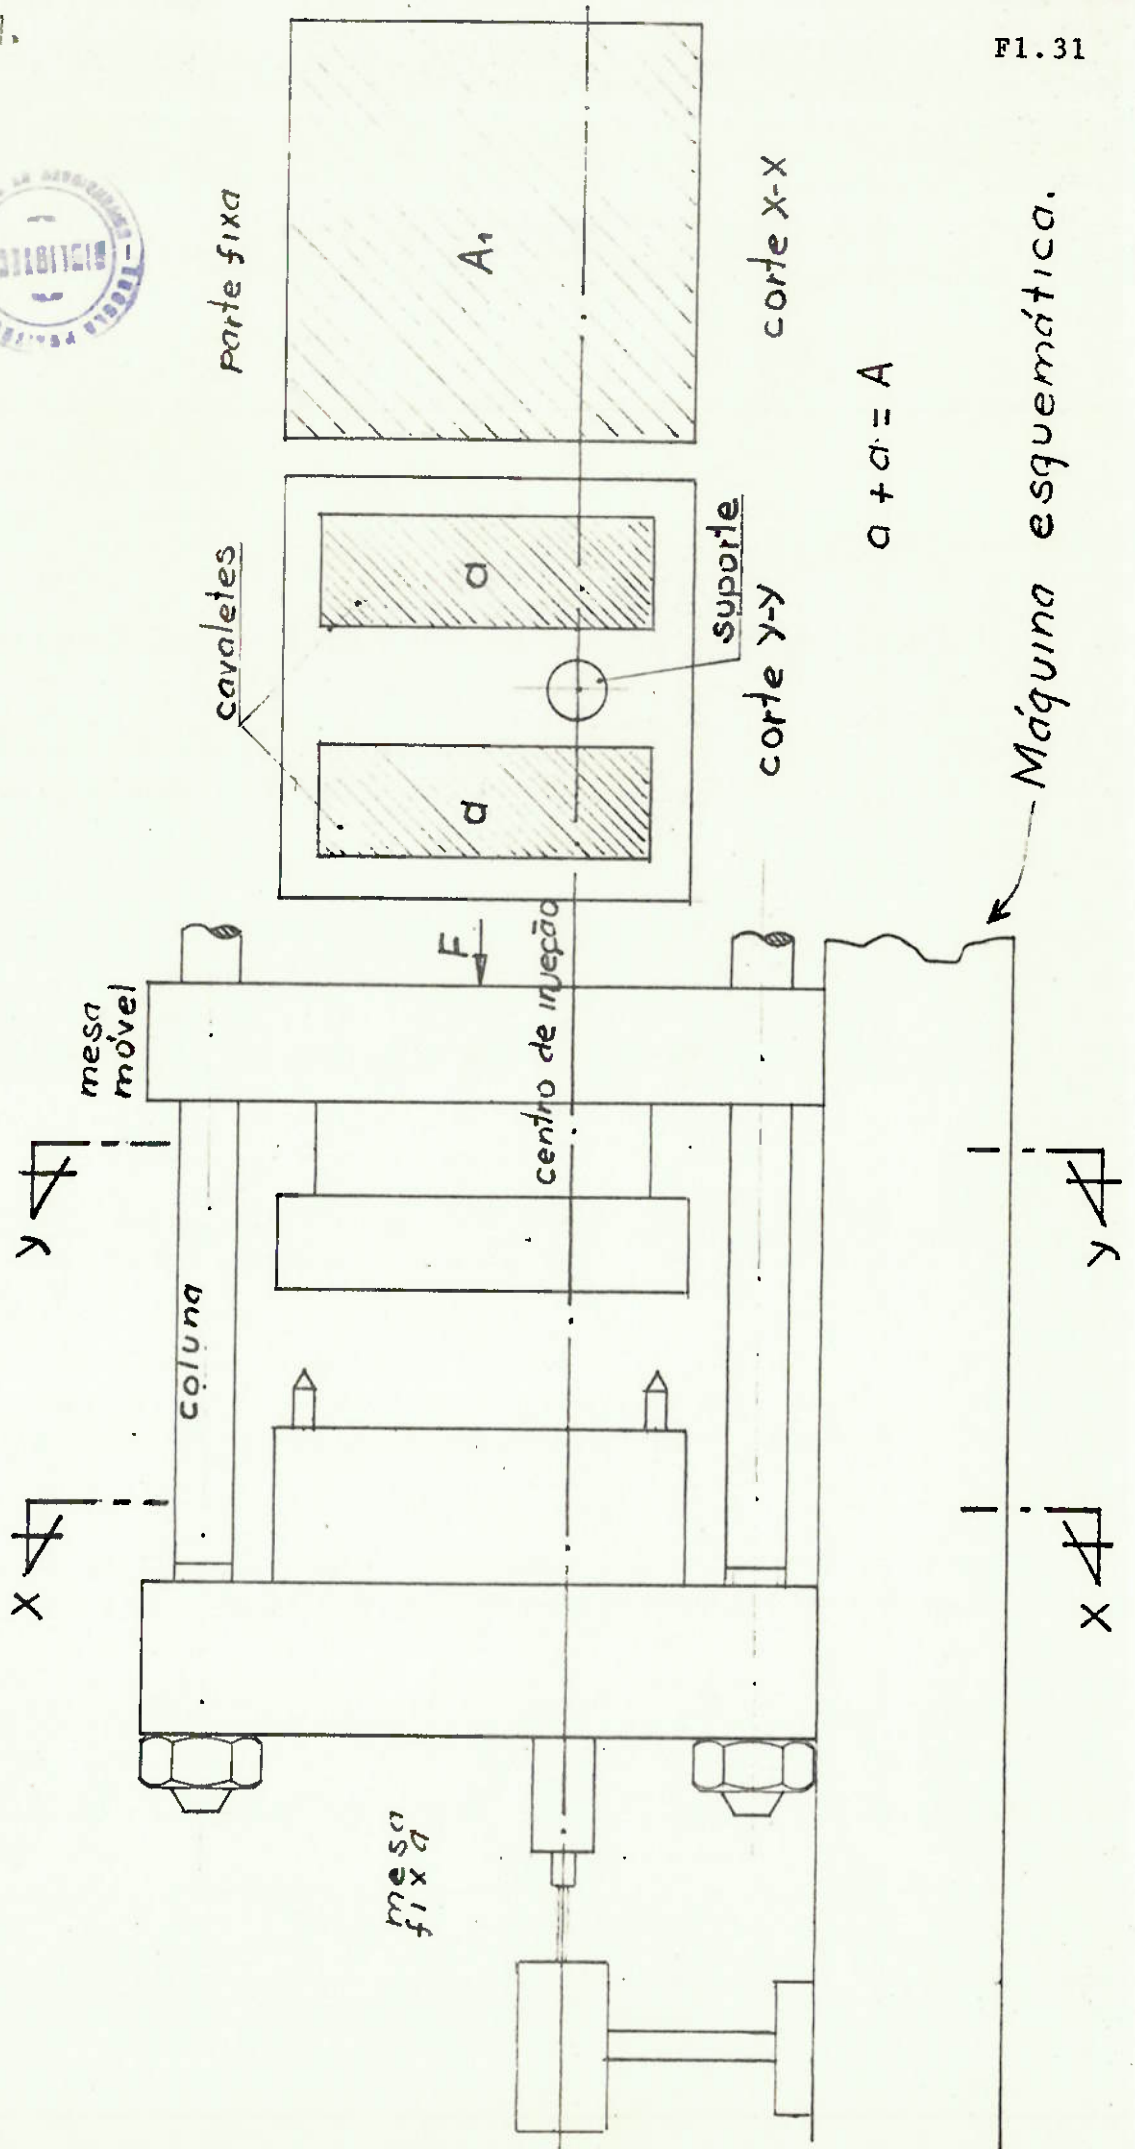 F1.31
parte fixa
A₁
corte X-X
cavaletes
a
a
suporte
corte y-y
a + a = A
Máquina esquemática.
mesa
móvel
F
centro de injeção
coluna
y
y
X
X
mesa
fixa
BIBLIOTEC